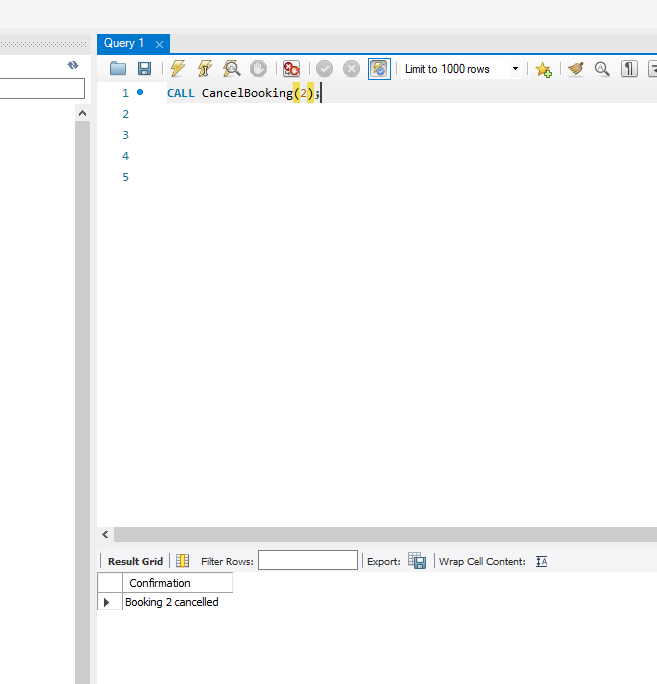 Query 1
Limit to 1000 rows
1 CALL CancelBooking(2);
2
3
4
5
Result Grid Filter Rows: Export: Wrap Cell Content:
Confirmation
Booking 2 cancelled